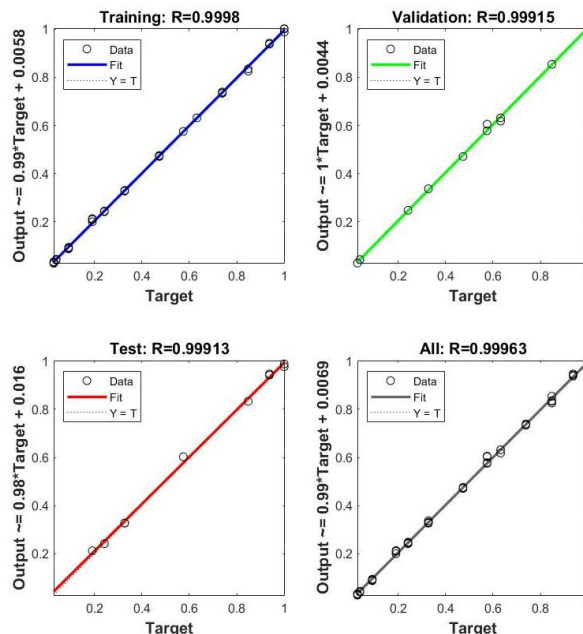 Training: R=0.9998
Output ~= 0.99*Target + 0.0058
1
0.8
0.6
0.4
0.2
Data
Fit
Y = T
0.2
0.4
0.6
0.8
1
Target
Validation: R=0.99915
Output ~= 1*Target + 0.0044
1
0.8
0.6
0.4
0.2
Data
Fit
Y = T
0.2
0.4
0.6
0.8
Target
Test: R=0.99913
Output ~= 0.98*Target + 0.016
1
0.8
0.6
0.4
0.2
Data
Fit
Y = T
0.2
0.4
0.6
0.8
1
Target
All: R=0.99963
Output ~= 0.99*Target + 0.0069
1
0.8
0.6
0.4
0.2
Data
Fit
Y = T
0.2
0.4
0.6
0.8
Target